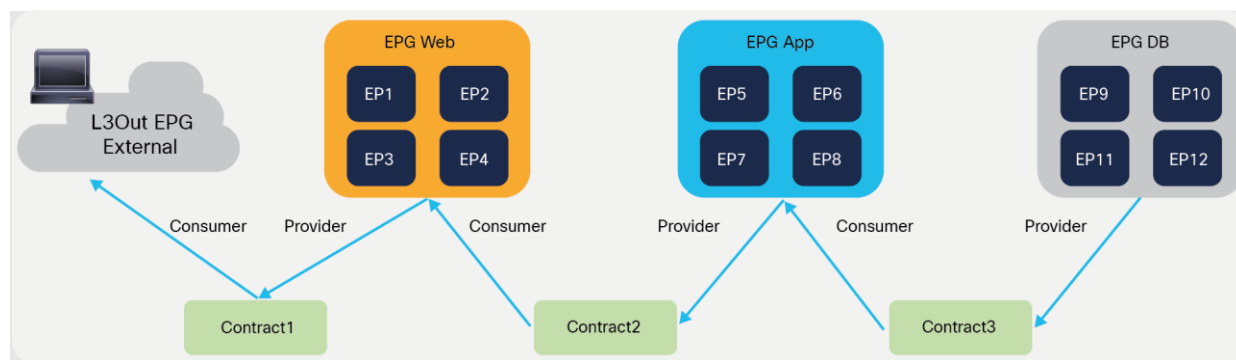 L3Out EPG
External
EPG Web
EP1
EP2
EP3
EP4
EPG App
EP5
EP6
EP7
EP8
EPG DB
EP9
EP10
EP11
EP12
Consumer
Provider
Consumer
Provider
Consumer
Provider
Contract1
Contract2
Contract3